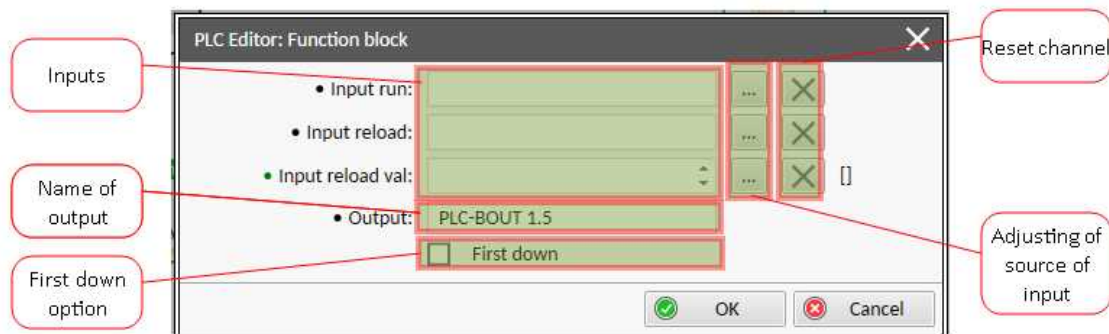 PLC Editor: Function block
Inputs
Reset channel
• Input run:
...
• Input reload:
...
• Input reload val:
...
[]
Name of
output
• Output:
PLC-BOUT 1.5
First down
First down
option
Adjusting of
source of
input
OK
Cancel